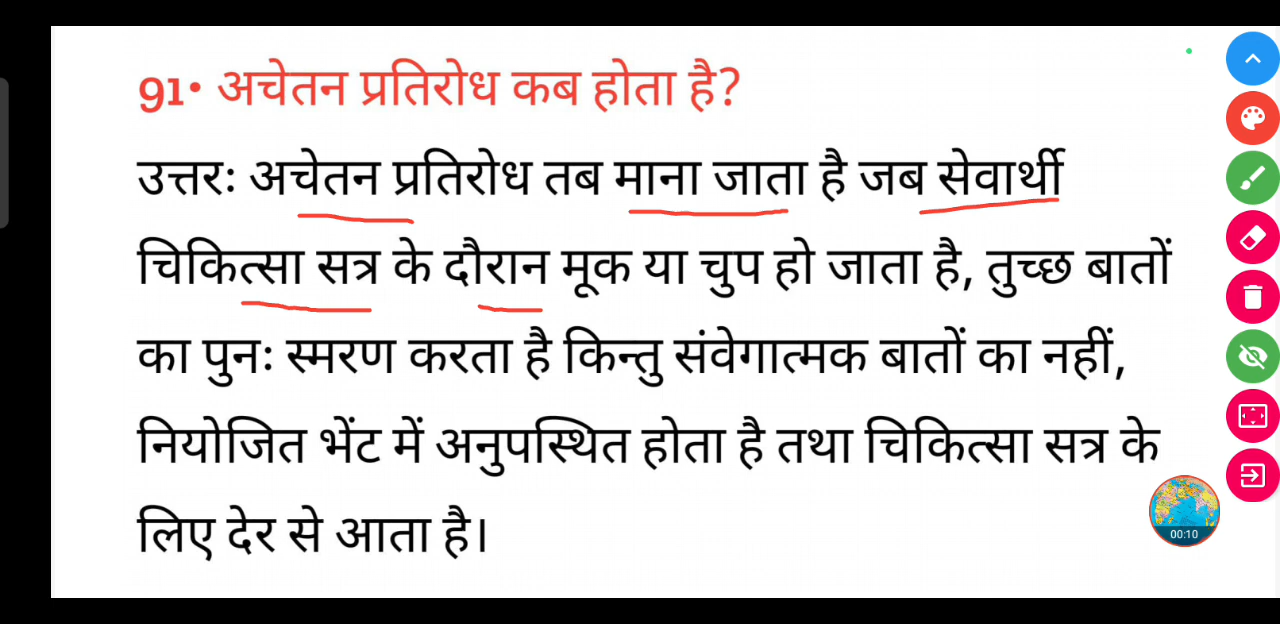 91• अचेतन प्रतिरोध कब होता है?
उत्तरः अचेतन प्रतिरोध तब माना जाता है जब सेवार्थी
चिकित्सा सत्र के दौरान मूक या चुप हो जाता है, तुच्छ बातों
का पुनः स्मरण करता है किन्तु संवेगात्मक बातों का नहीं,
नियोजित भेंट में अनुपस्थित होता है तथा चिकित्सा सत्र के
लिए देर से आता है।
00:10